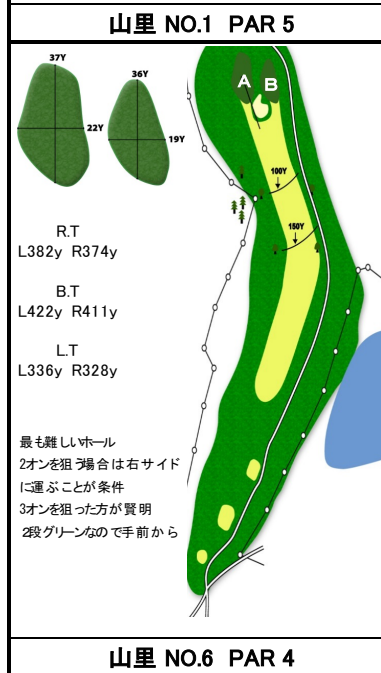 山里 NO.1 PAR 5
37Y
36Y
22Y
19Y
A B
100Y
150Y
R.T
L382y R374y
B.T
L422y R411y
L.T
L336y R328y
最も難しいホール
2オンを狙う場合は右サイド
に運ぶことが条件
3オンを狙った方が賢明
2段グリーンなので手前から
山里 NO.6 PAR 4